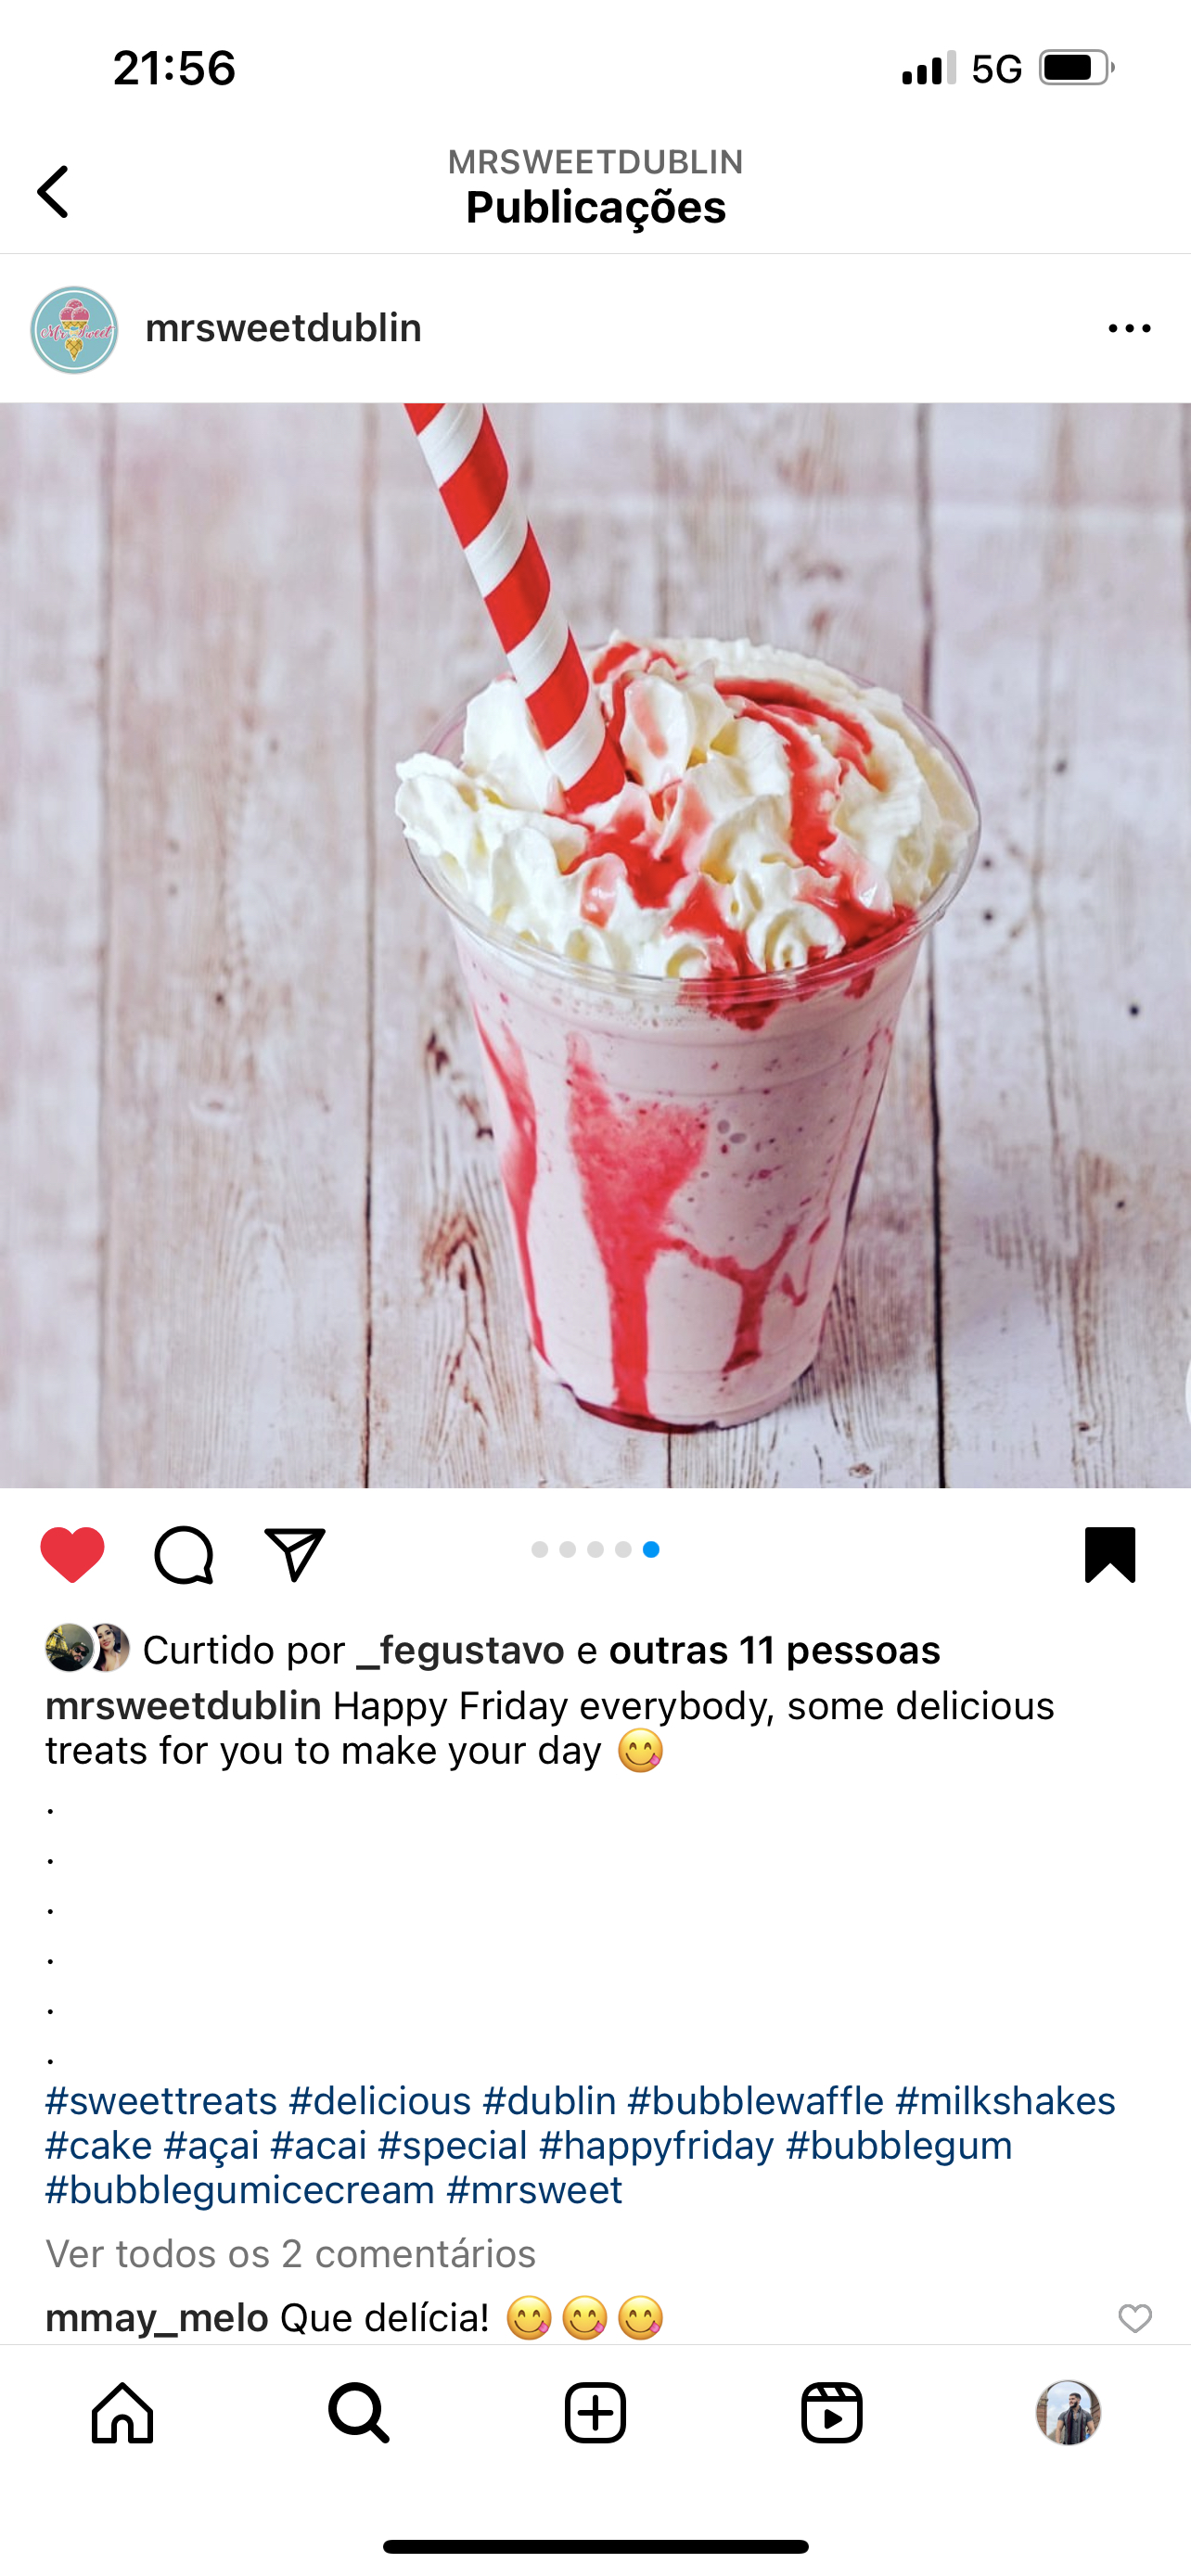 21:56
5G
MRSWEETDUBLIN
Publicações
Mr Sweet
mrsweetdublin
Curtido por _fegustavo e outras 11 pessoas
mrsweetdublin Happy Friday everybody, some delicious
treats for you to make your day 😋
.
.
.
.
.
.
#sweettreats #delicious #dublin #bubblewaffle #milkshakes
#cake #açai #acai #special #happyfriday #bubblegum
#bubblegumicecream #mrsweet
Ver todos os 2 comentários
mmay_melo Que delícia! 😋😋😋